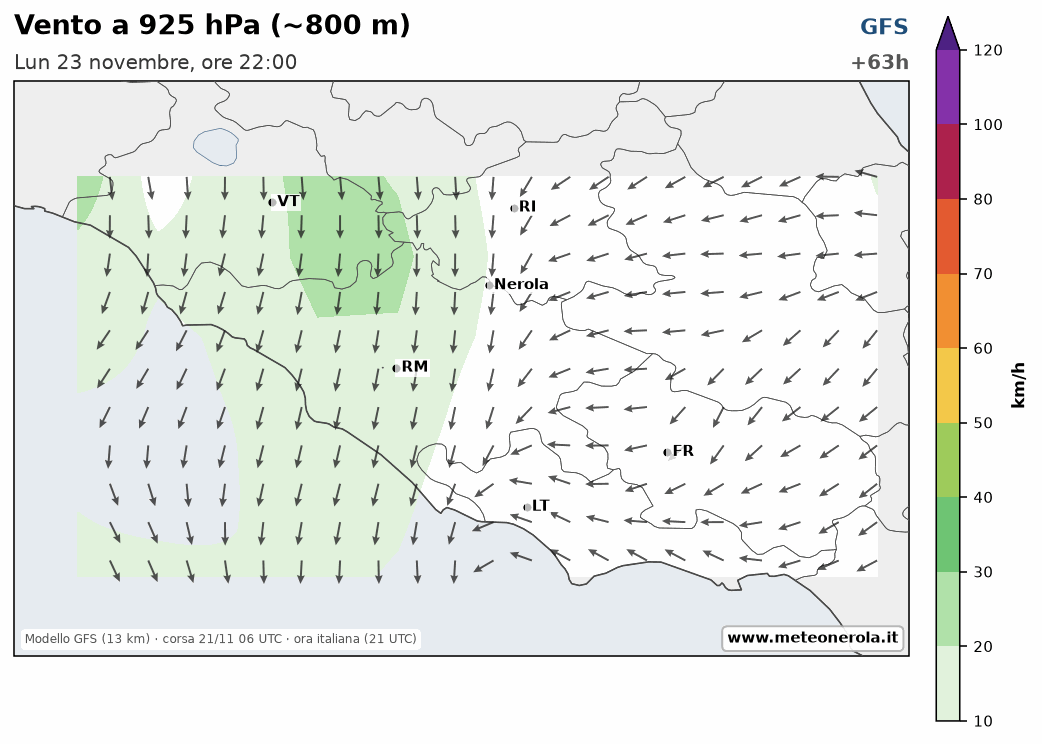 Vento a 925 hPa (~800 m)
GFS
Lun 23 novembre, ore 22:00
+63h
VT
RI
Nerola
RM
FR
LT
Modello GFS (13 km) · corsa 21/11 06 UTC · ora italiana (21 UTC)
www.meteonerola.it
120
100
80
70
60
50
40
30
20
10
km/h